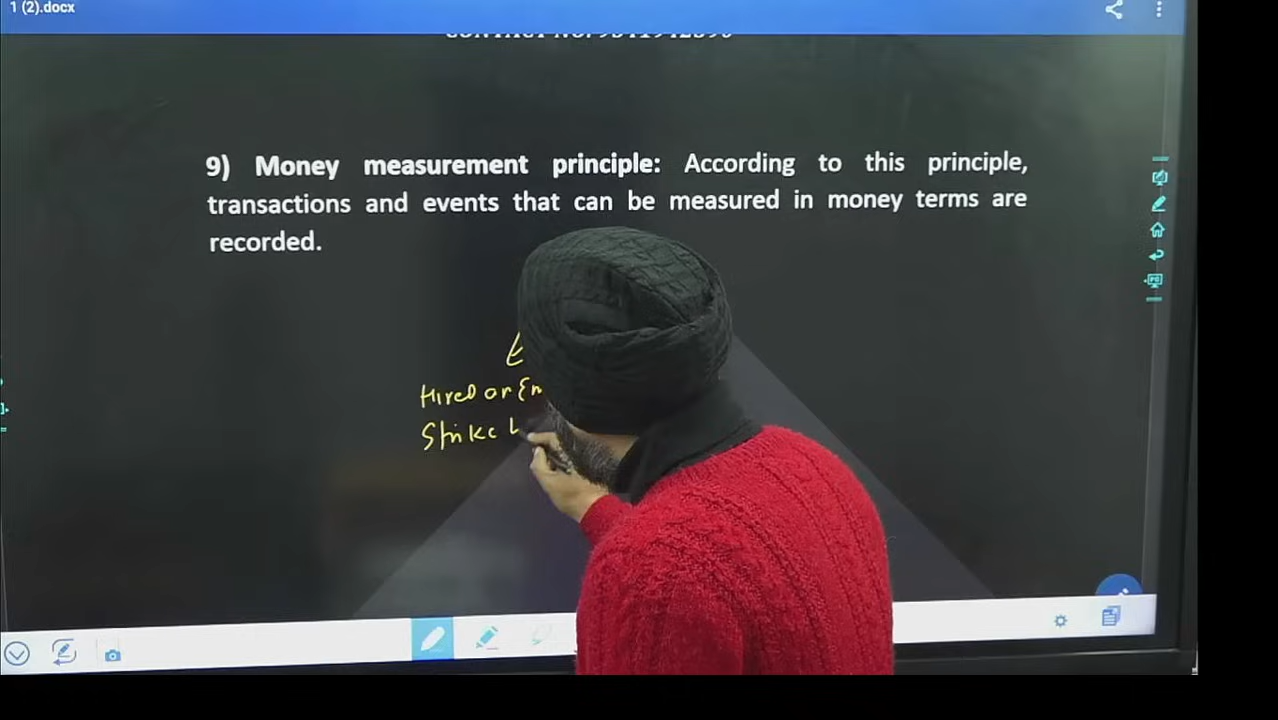 1 (2).docx
9) Money measurement principle: According to this principle,
transactions and events that can be measured in money terms are
recorded.
Hired or Em
Strike